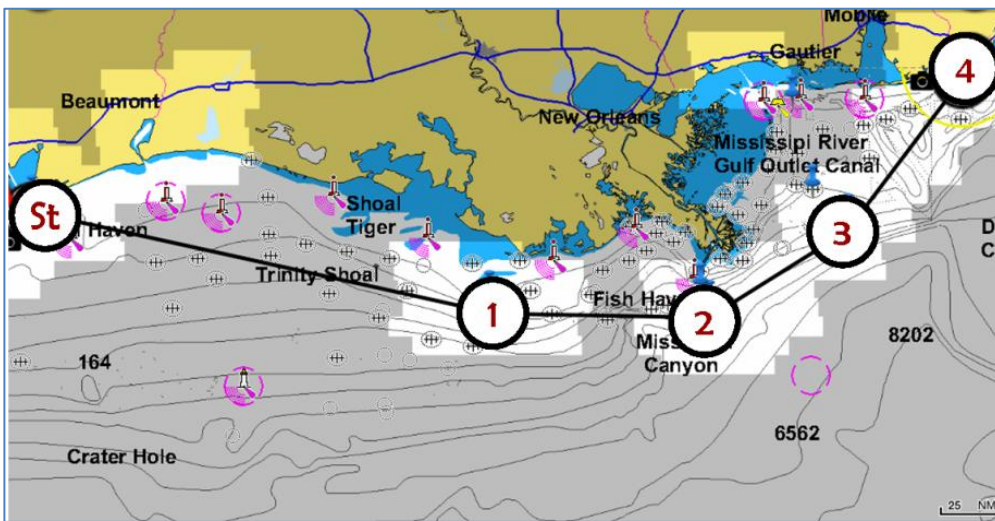 Mobile
Gautier
4
Beaumont
New Orleans
Mississipi River
Gulf Outlet Canal
St
Haven
Shoal
Tiger
3
Trinity Shoal
Fish Hav
1
2
Miss
Canyon
8202
164
6562
Crater Hole
D
C
25 NM